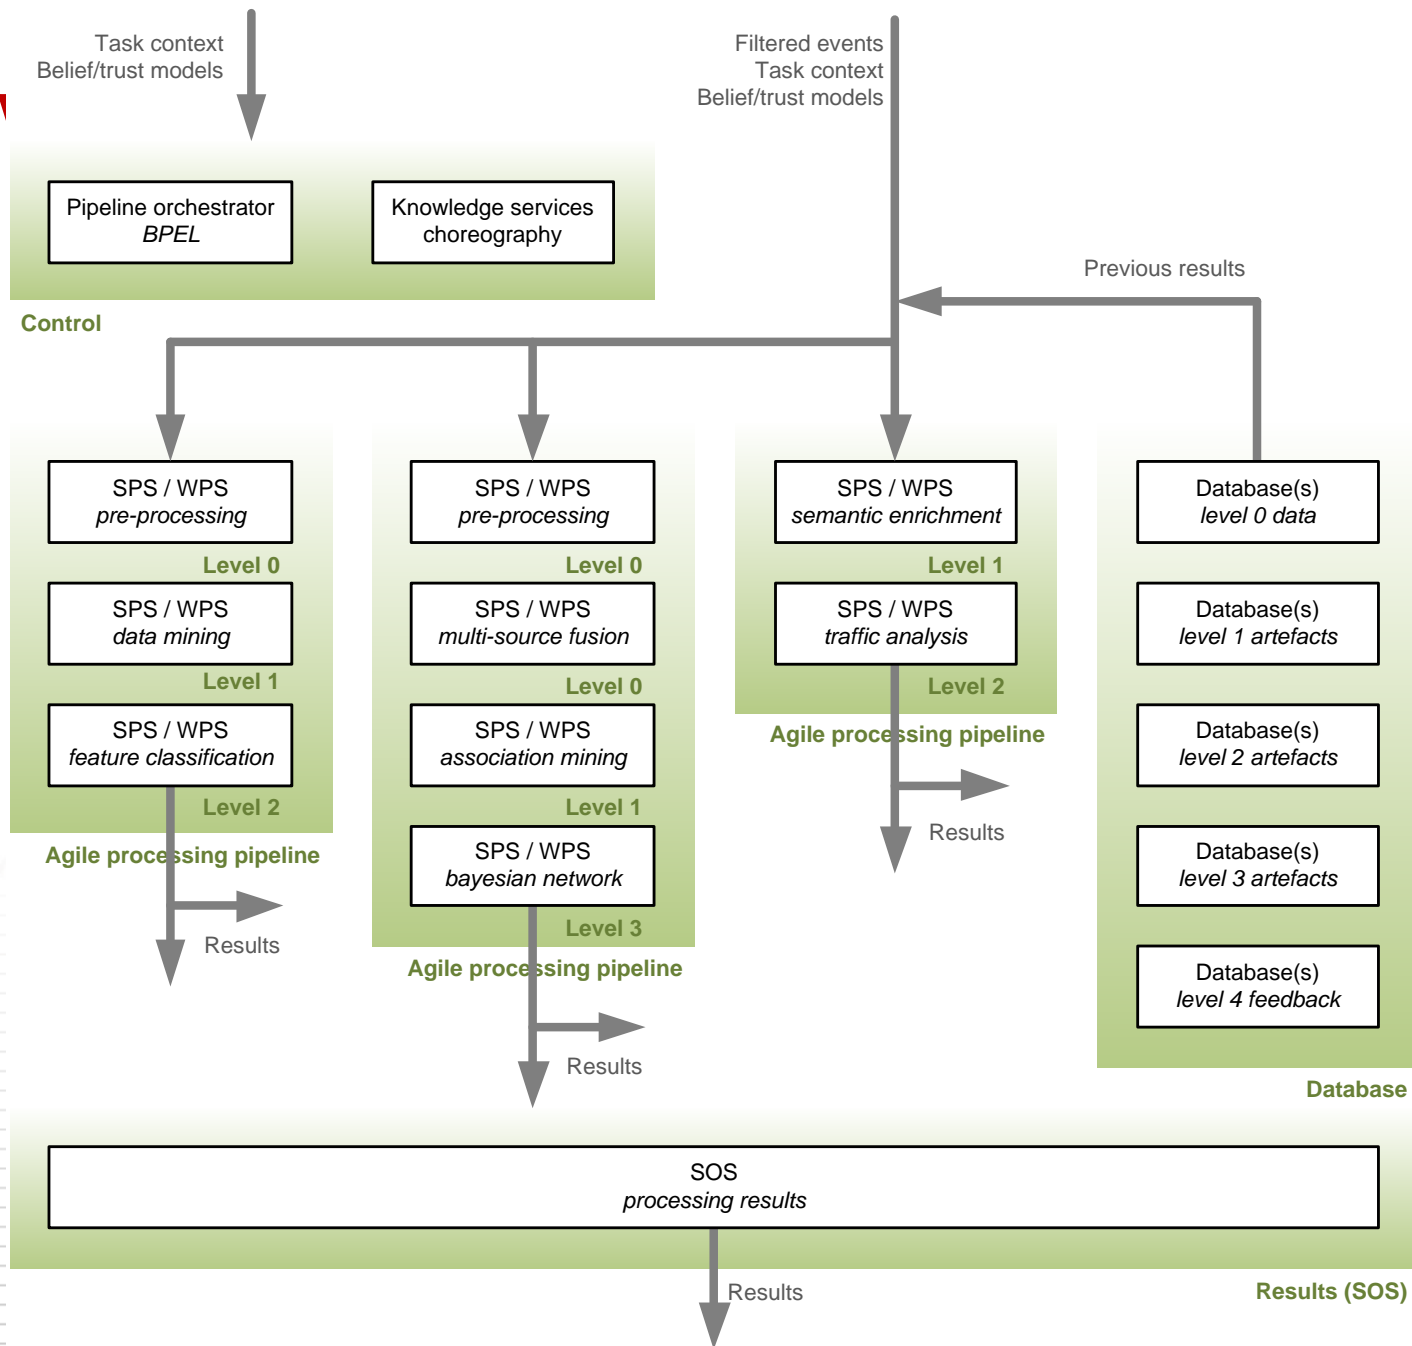 Task context
Belief/trust models
Filtered events
Task context
Belief/trust models
Pipeline orchestrator
BPEL
Knowledge services
choreography
Control
Previous results
SPS / WPS
pre-processing
Level 0
SPS / WPS
data mining
Level 1
SPS / WPS
feature classification
Level 2
Agile processing pipeline
Results
SPS / WPS
pre-processing
Level 0
SPS / WPS
multi-source fusion
Level 0
SPS / WPS
association mining
Level 1
SPS / WPS
bayesian network
Level 3
Agile processing pipeline
Results
SPS / WPS
semantic enrichment
Level 1
SPS / WPS
traffic analysis
Level 2
Agile processing pipeline
Results
Database(s)
level 0 data
Database(s)
level 1 artefacts
Database(s)
level 2 artefacts
Database(s)
level 3 artefacts
Database(s)
level 4 feedback
Database
SOS
processing results
Results (SOS)
Results